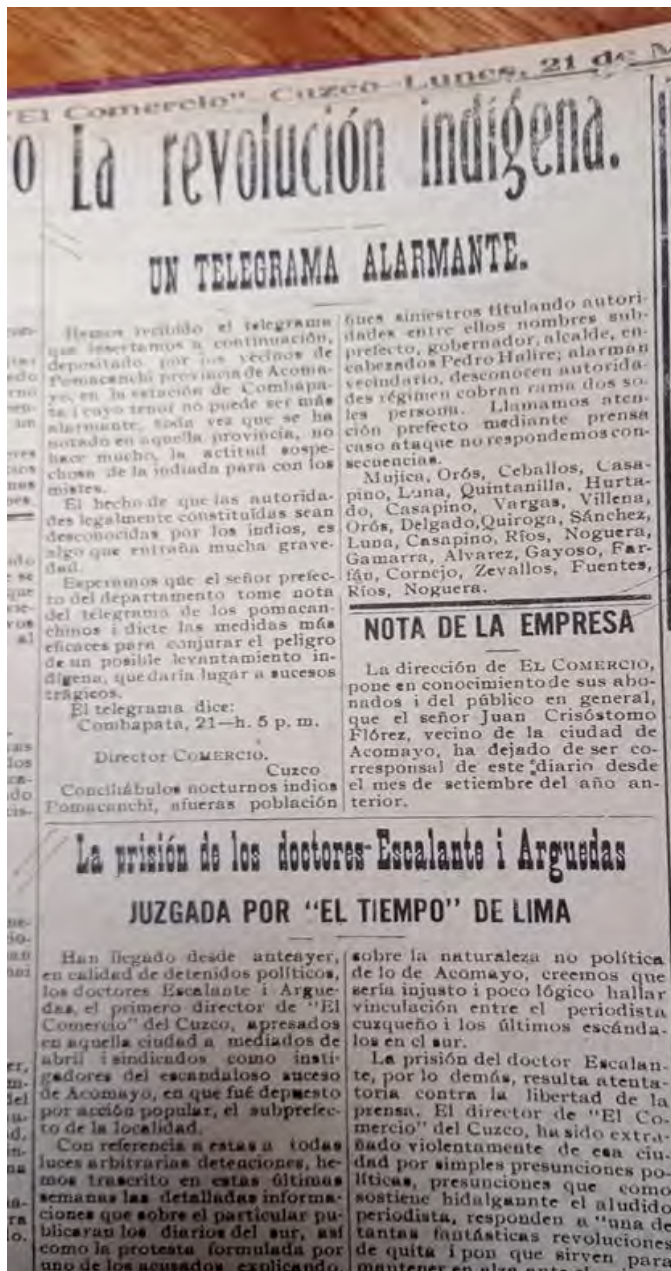 "El Comercio"—Cuzco—Lunes, 21 de M
La revolución indígena.
UN TELEGRAMA ALARMANTE.
Hemos recibido el telegrama
que insertamos a continuación,
depositado por los vecinos de
Pomacanchi provincia de Acoma-
yo, en la estación de Combapa-
ta i cuyo tenor no puede ser más
alarmante, toda vez que se ha
notado en aquella provincia, no
hace mucho, la actitud sospe-
chosa de la indiada para con los
mistes.
El hecho de que las autorida-
des legalmente constituídas sean
desconocidas por los indios, es
algo que entraña mucha grave-
dad.
Esperamos que el señor prefec-
to del departamento tome nota
del telegrama de los pomacan-
chinos i dicte las medidas más
eficaces para conjurar el peligro
de un posible levantamiento in-
dígena, que daría lugar a sucesos
trágicos.
El telegrama dice:
Combapata, 21—h. 5 p. m.
Director COMERCIO.
Cuzco
Conciliábulos nocturnos indios
Pomacanchi, afueras población
fines siniestros titulando autori-
dades entre ellos nombres sub-
prefecto, gobernador, alcalde, en-
cabezados Pedro Halire; alarman
vecindario, desconocen autorida-
des régimen cobran rama dos so-
les persona. Llamamos aten-
ción prefecto mediante prensa
caso ataque no respondemos con-
secuencias.
Mujica, Orós, Ceballos, Casa-
pino, Luna, Quintanilla, Hurta-
do, Casapino, Vargas, Villena,
Orós, Delgado, Quiroga, Sánchez,
Luna, Casapino, Ríos, Noguera,
Gamarra, Alvarez, Gayoso, Far-
fán, Cornejo, Zevallos, Fuentes,
Ríos, Noguera.
NOTA DE LA EMPRESA
La dirección de EL COMERCIO,
pone en conocimiento de sus abo-
nados i del público en general,
que el señor Juan Crisóstomo
Flórez, vecino de la ciudad de
Acomayo, ha dejado de ser co-
rresponsal de este diario desde
el mes de setiembre del año an-
terior.
La prisión de los doctores-Escalante i Arguedas
JUZGADA POR "EL TIEMPO" DE LIMA
Han llegado desde anteayer,
en calidad de detenidos políticos,
los doctores Escalante i Argue-
das, el primero director de "El
Comercio" del Cuzco, apresados
en aquella ciudad a mediados de
abril i sindicados como insti-
gadores del escandaloso suceso
de Acomayo, en que fué depuesto
por acción popular, el subprefec-
to de la localidad.
Con referencia a estas a todas
luces arbitrarias detenciones, he-
mos trascrito en estas últimas
semanas las detalladas informa-
ciones que sobre el particular pu-
blicaran los diarios del sur, así
como la protesta formulada por
uno de los acusados explicando,
sobre la naturaleza no política
de lo de Acomayo, creemos que
sería injusto i poco lógico hallar
vinculación entre el periodista
cuzqueño i los últimos escánda-
los en el sur.
La prisión del doctor Escalan-
te, por lo demás, resulta atenta-
toria contra la libertad de la
prensa. El director de "El Co-
mercio" del Cuzco, ha sido extra-
ñado violentamente de esa ciu-
dad por simples presunciones po-
líticas, presunciones que como
sostiene hidalgannte el aludido
periodista, responden a "una de
tantas fantásticas revoluciones
de quita i pon que sirven para
mantener en alza